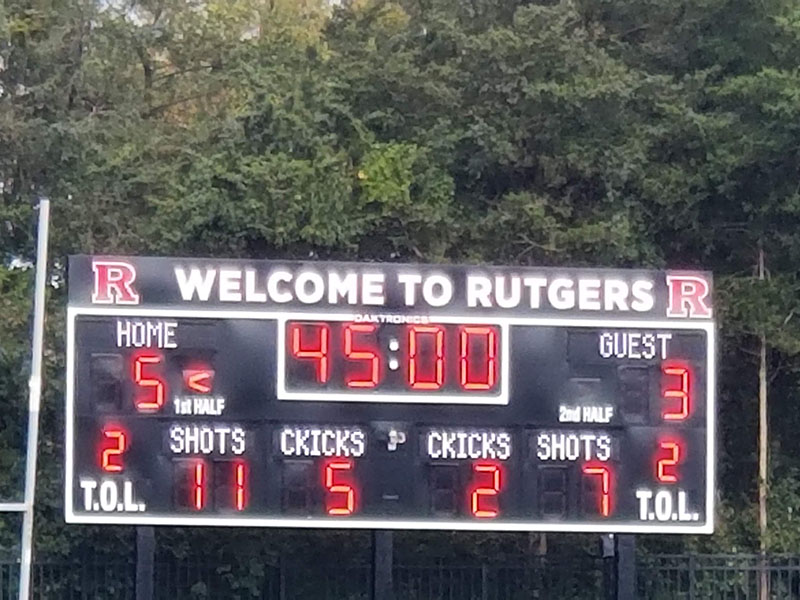 R WELCOME TO RUTGERS R
DAKTRONICS
HOME 45:00 GUEST
5 < 3
1st HALF 2nd HALF
SHOTS CKICKS CKICKS SHOTS
2 11 5 2 7 2
T.O.L. T.O.L.